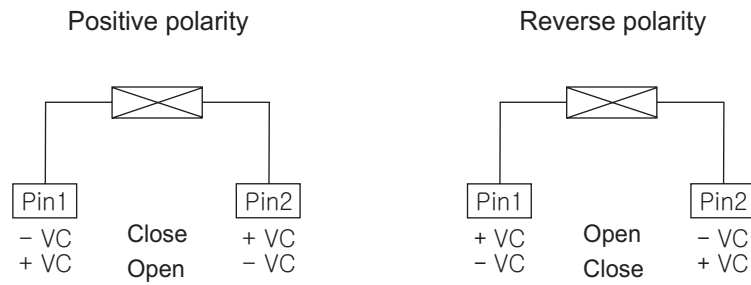 Positive polarity Reverse polarity
Pin1 Pin2 Pin1 Pin2
− VC Close + VC + VC Open − VC
+ VC Open − VC − VC Close + VC